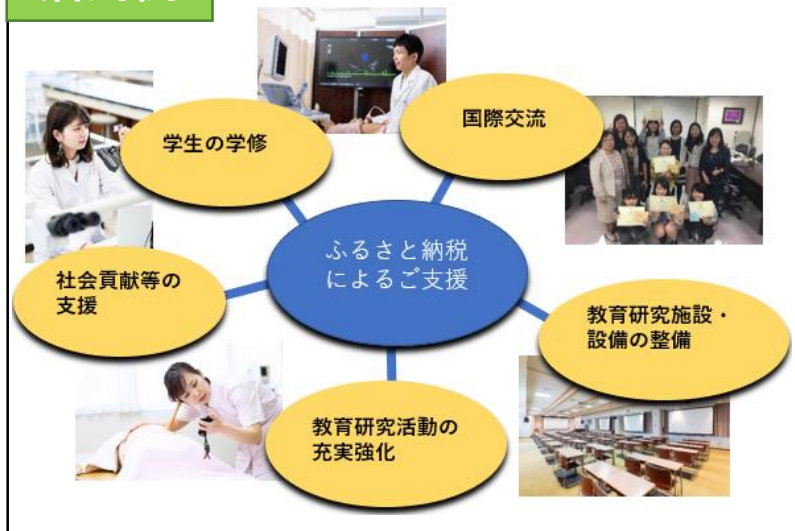 学生の学修
国際交流
ふるさと納税
によるご支援
社会貢献等の
支援
教育研究施設・
設備の整備
教育研究活動の
充実強化